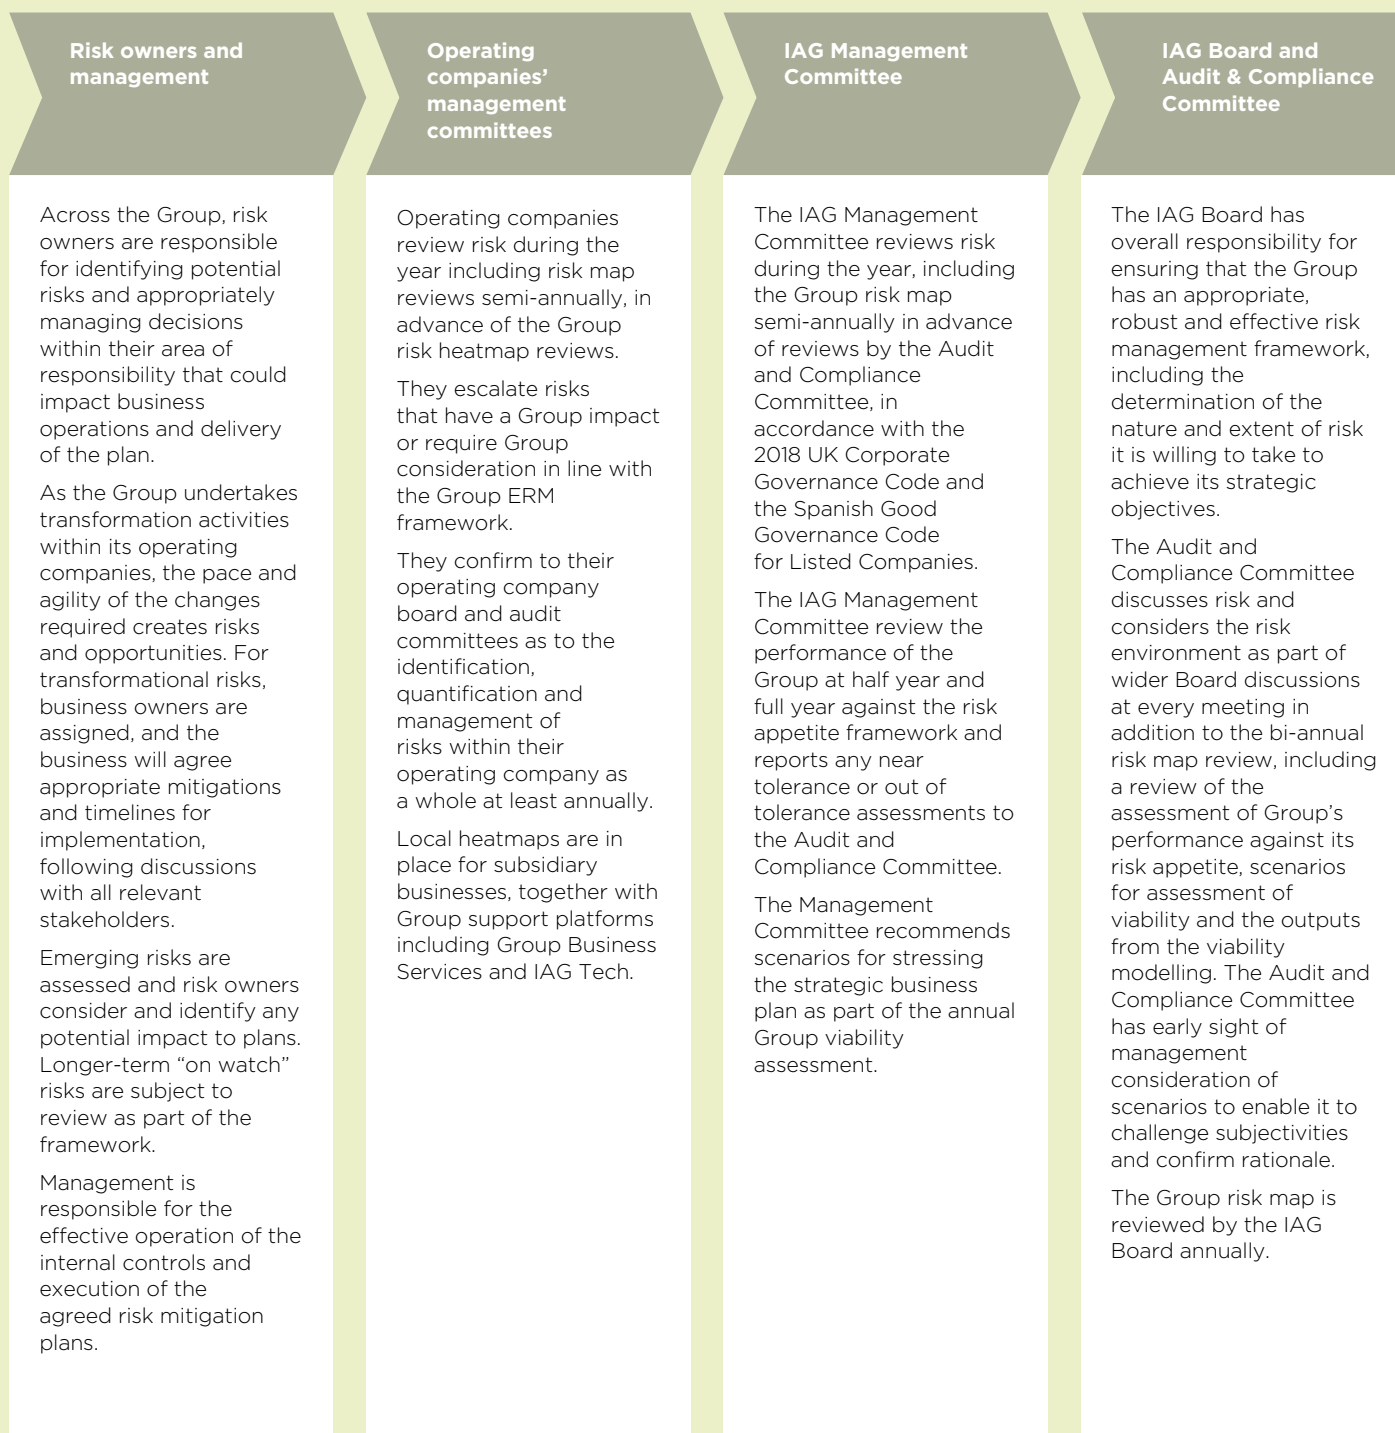 Risk owners and
management
Across the Group, risk
owners are responsible
for identifying potential
risks and appropriately
managing decisions
within their area of
responsibility that could
impact business
operations and delivery
of the plan.
As the Group undertakes
transformation activities
within its operating
companies, the pace and
agility of the changes
required creates risks
and opportunities. For
transformational risks,
business owners are
assigned, and the
business will agree
appropriate mitigations
and timelines for
implementation,
following discussions
with all relevant
stakeholders.
Emerging risks are
assessed and risk owners
consider and identify any
potential impact to plans.
Longer-term “on watch”
risks are subject to
review as part of the
framework.
Management is
responsible for the
effective operation of the
internal controls and
execution of the
agreed risk mitigation
plans.
Operating
companies’
management
committees
Operating companies
review risk during the
year including risk map
reviews semi-annually, in
advance of the Group
risk heatmap reviews.
They escalate risks
that have a Group impact
or require Group
consideration in line with
the Group ERM
framework.
They confirm to their
operating company
board and audit
committees as to the
identification,
quantification and
management of
risks within their
operating company as
a whole at least annually.
Local heatmaps are in
place for subsidiary
businesses, together with
Group support platforms
including Group Business
Services and IAG Tech.
IAG Management
Committee
The IAG Management
Committee reviews risk
during the year, including
the Group risk map
semi-annually in advance
of reviews by the Audit
and Compliance
Committee, in
accordance with the
2018 UK Corporate
Governance Code and
the Spanish Good
Governance Code
for Listed Companies.
The IAG Management
Committee review the
performance of the
Group at half year and
full year against the risk
appetite framework and
reports any near
tolerance or out of
tolerance assessments to
the Audit and
Compliance Committee.
The Management
Committee recommends
scenarios for stressing
the strategic business
plan as part of the annual
Group viability
assessment.
IAG Board and
Audit & Compliance
Committee
The IAG Board has
overall responsibility for
ensuring that the Group
has an appropriate,
robust and effective risk
management framework,
including the
determination of the
nature and extent of risk
it is willing to take to
achieve its strategic
objectives.
The Audit and
Compliance Committee
discusses risk and
considers the risk
environment as part of
wider Board discussions
at every meeting in
addition to the bi-annual
risk map review, including
a review of the
assessment of Group’s
performance against its
risk appetite, scenarios
for assessment of
viability and the outputs
from the viability
modelling. The Audit and
Compliance Committee
has early sight of
management
consideration of
scenarios to enable it to
challenge subjectivities
and confirm rationale.
The Group risk map is
reviewed by the IAG
Board annually.